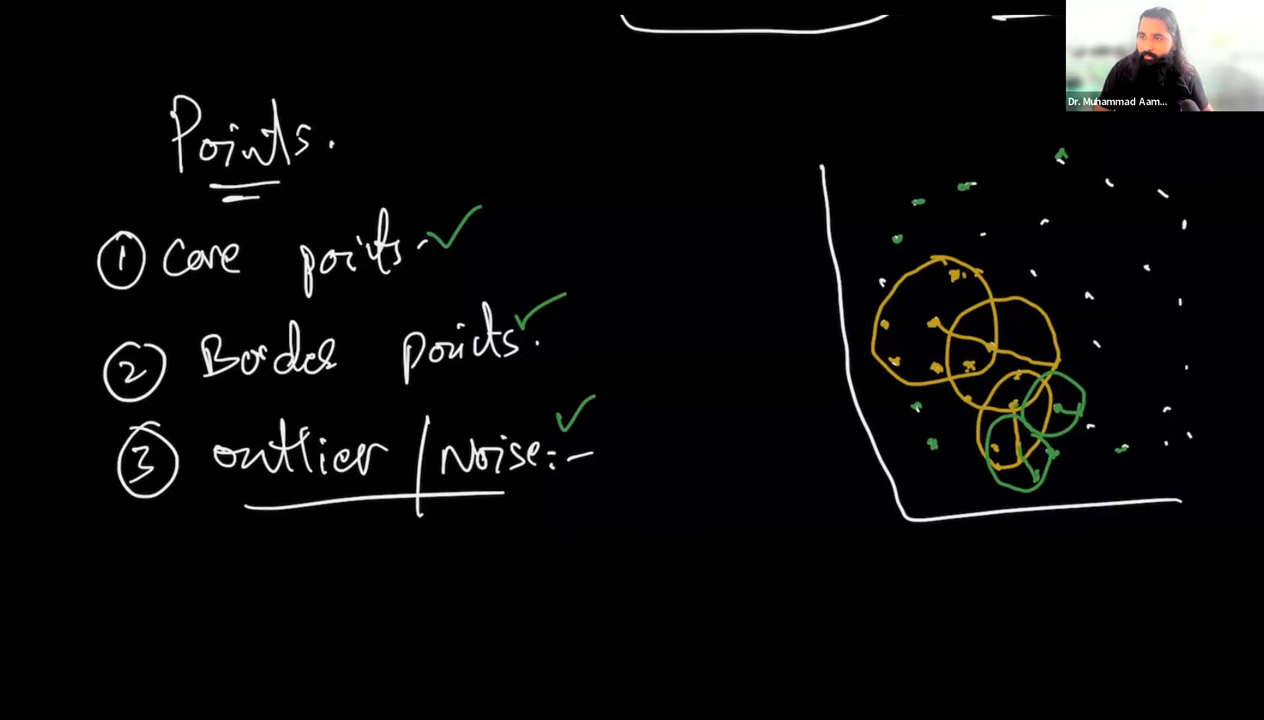 Dr. Muhammad Aam...
Points.
① Core points - ✓
② Border points. ✓
③ outlier / Noise:- ✓